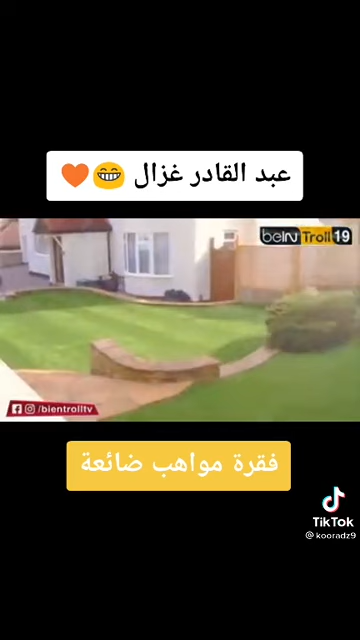 عبد القادر غزال 😁🧡
beIN Troll 19
/bientrolltv
فقرة مواهب ضائعة
TikTok
@kooradz9